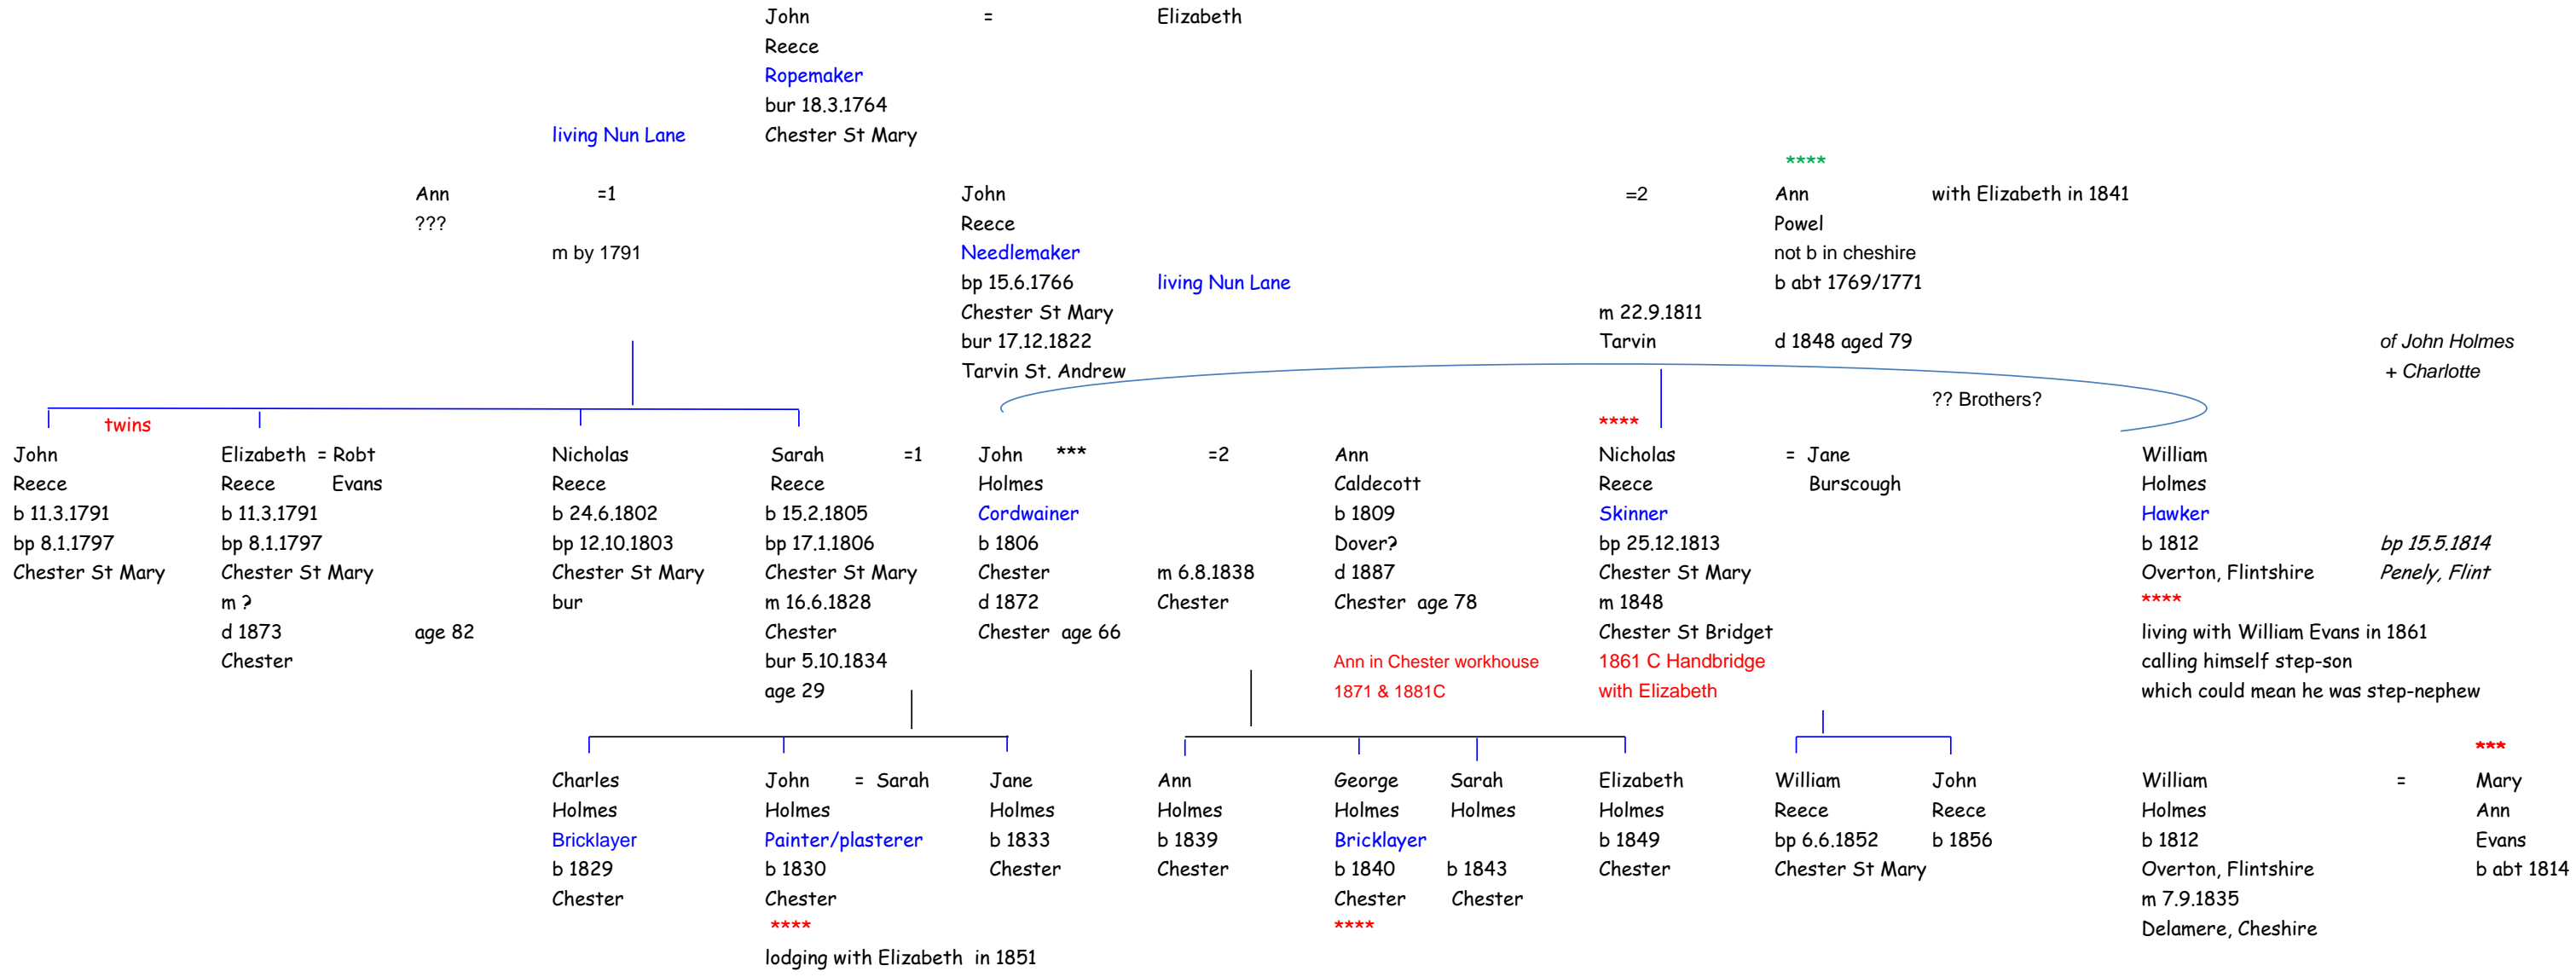 John = Elizabeth
Reece
Ropemaker
bur 18.3.1764
living Nun Lane Chester St Mary
****
Ann =1 John =2 Ann with Elizabeth in 1841
??? Reece Powel
m by 1791 Needlemaker not b in cheshire
bp 15.6.1766 living Nun Lane b abt 1769/1771
Chester St Mary m 22.9.1811
bur 17.12.1822 Tarvin d 1848 aged 79 of John Holmes
Tarvin St. Andrew + Charlotte
?? Brothers?
twins ****
John Elizabeth = Robt Nicholas Sarah =1 John *** =2 Ann Nicholas = Jane William
Reece Reece Evans Reece Reece Holmes Caldecott Reece Burscough Holmes
b 11.3.1791 b 11.3.1791 b 24.6.1802 b 15.2.1805 Cordwainer b 1809 Skinner Hawker
bp 8.1.1797 bp 8.1.1797 bp 12.10.1803 bp 17.1.1806 b 1806 Dover? bp 25.12.1813 b 1812 bp 15.5.1814
Chester St Mary Chester St Mary Chester St Mary Chester St Mary Chester m 6.8.1838 d 1887 Chester St Mary Overton, Flintshire Penely, Flint
m ? bur m 16.6.1828 d 1872 Chester Chester age 78 m 1848 ****
d 1873 age 82 Chester Chester age 66 Chester St Bridget living with William Evans in 1861
Chester bur 5.10.1834 Ann in Chester workhouse 1861 C Handbridge calling himself step-son
age 29 1871 & 1881C with Elizabeth which could mean he was step-nephew
***
Charles John = Sarah Jane Ann George Sarah Elizabeth William John William = Mary
Holmes Holmes Holmes Holmes Holmes Holmes Holmes Reece Reece Holmes Ann
Bricklayer Painter/plasterer b 1833 b 1839 Bricklayer b 1849 bp 6.6.1852 b 1856 b 1812 Evans
b 1829 b 1830 Chester Chester b 1840 b 1843 Chester Chester St Mary Overton, Flintshire b abt 1814
Chester Chester Chester Chester m 7.9.1835
**** **** Delamere, Cheshire
lodging with Elizabeth in 1851